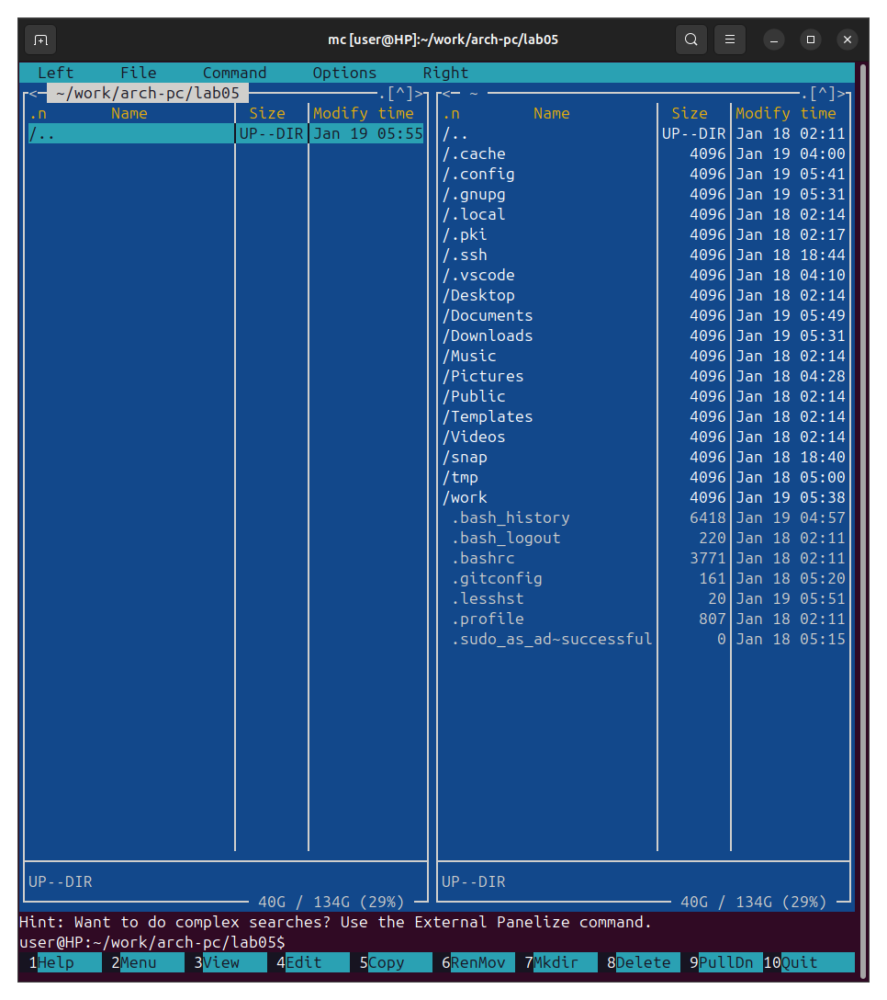 mc [user@HP]:~/work/arch-pc/lab05
Left File Command Options Right
<─ ~/work/arch-pc/lab05 .[^]>
.n Name Size Modify time
/.. UP--DIR Jan 19 05:55
UP--DIR
40G / 134G (29%)
<─ ~ .[^]>
.n Name Size Modify time
/.. UP--DIR Jan 18 02:11
/.cache 4096 Jan 19 04:00
/.config 4096 Jan 19 05:41
/.gnupg 4096 Jan 19 05:31
/.local 4096 Jan 18 02:14
/.pki 4096 Jan 18 02:17
/.ssh 4096 Jan 18 18:44
/.vscode 4096 Jan 18 04:10
/Desktop 4096 Jan 18 02:14
/Documents 4096 Jan 19 05:49
/Downloads 4096 Jan 19 05:31
/Music 4096 Jan 18 02:14
/Pictures 4096 Jan 18 04:28
/Public 4096 Jan 18 02:14
/Templates 4096 Jan 18 02:14
/Videos 4096 Jan 18 02:14
/snap 4096 Jan 18 18:40
/tmp 4096 Jan 18 05:00
/work 4096 Jan 19 05:38
.bash_history 6418 Jan 19 04:57
.bash_logout 220 Jan 18 02:11
.bashrc 3771 Jan 18 02:11
.gitconfig 161 Jan 18 05:20
.lesshst 20 Jan 19 05:51
.profile 807 Jan 18 02:11
.sudo_as_ad~successful 0 Jan 18 05:15
UP--DIR
40G / 134G (29%)
Hint: Want to do complex searches? Use the External Panelize command.
user@HP:~/work/arch-pc/lab05$
1Help 2Menu 3View 4Edit 5Copy 6RenMov 7Mkdir 8Delete 9PullDn 10Quit